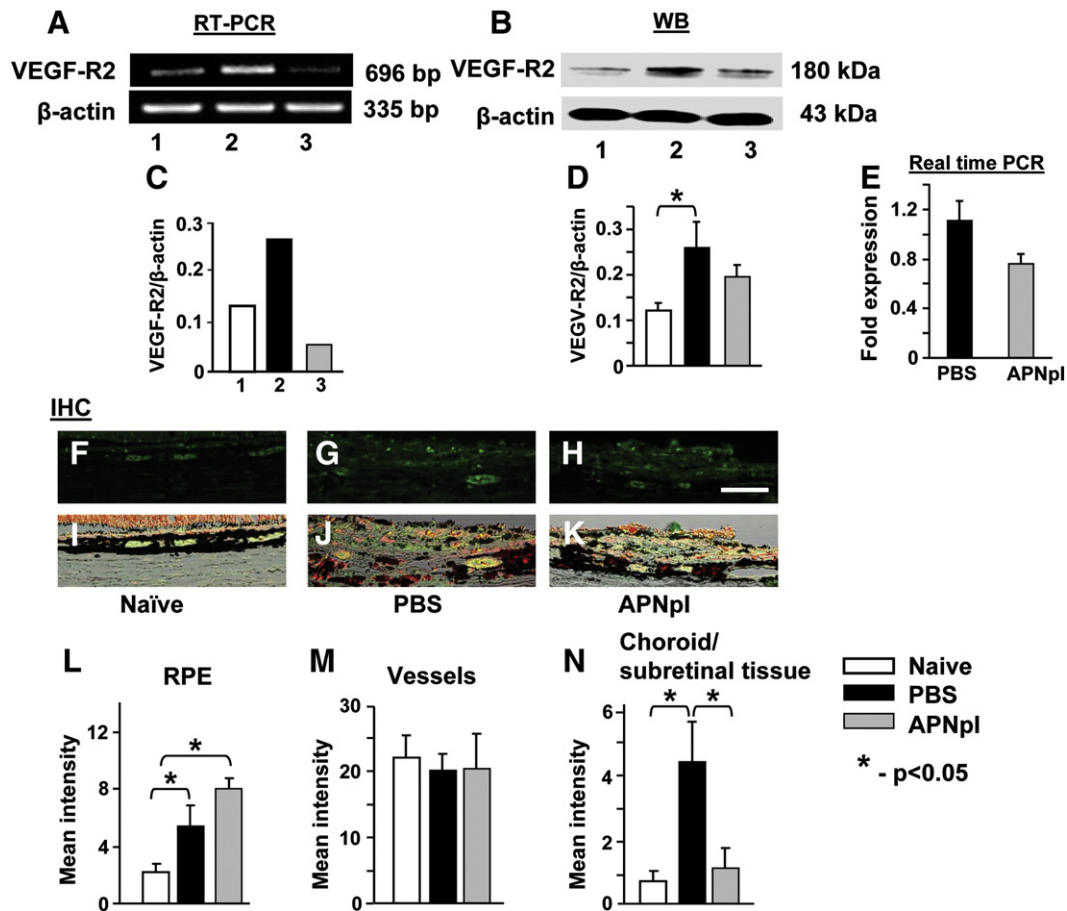 A
RT-PCR
VEGF-R2
696 bp
β-actin
335 bp
1 2 3
B
WB
VEGF-R2
180 kDa
β-actin
43 kDa
1 2 3
C
VEGF-R2/β-actin
0.3
0.2
0.1
0
1 2 3
D
VEGV-R2/β-actin
0.3
0.2
0.1
0
*
E
Real time PCR
Fold expression
1.2
0.8
0.4
0
PBS APNpl
IHC
F G H
I J K
Naïve PBS APNpl
L
RPE
Mean intensity
12
8
4
0
*
*
M
Vessels
Mean intensity
30
20
10
0
N
Choroid/
subretinal tissue
Mean intensity
6
4
2
0
* *
Naive
PBS
APNpl
* - p<0.05